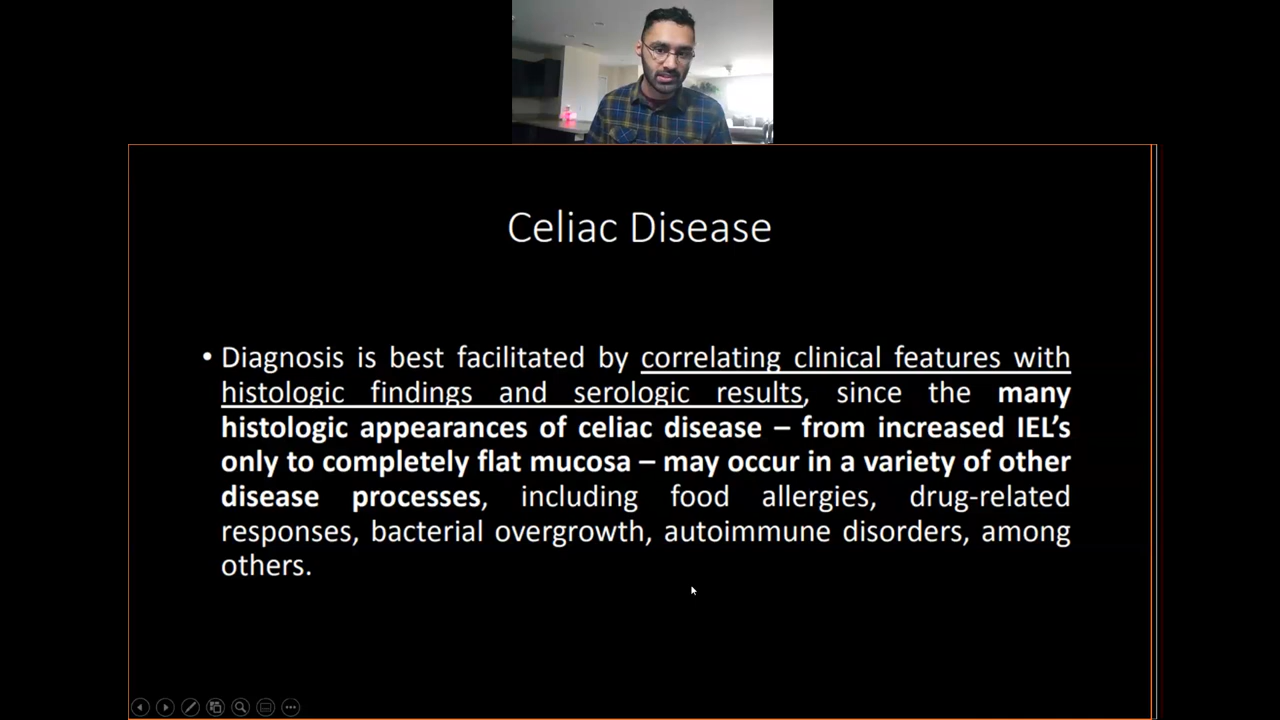 Celiac Disease
• Diagnosis is best facilitated by correlating clinical features with
histologic findings and serologic results, since the many
histologic appearances of celiac disease – from increased IEL’s
only to completely flat mucosa – may occur in a variety of other
disease processes, including food allergies, drug-related
responses, bacterial overgrowth, autoimmune disorders, among
others.